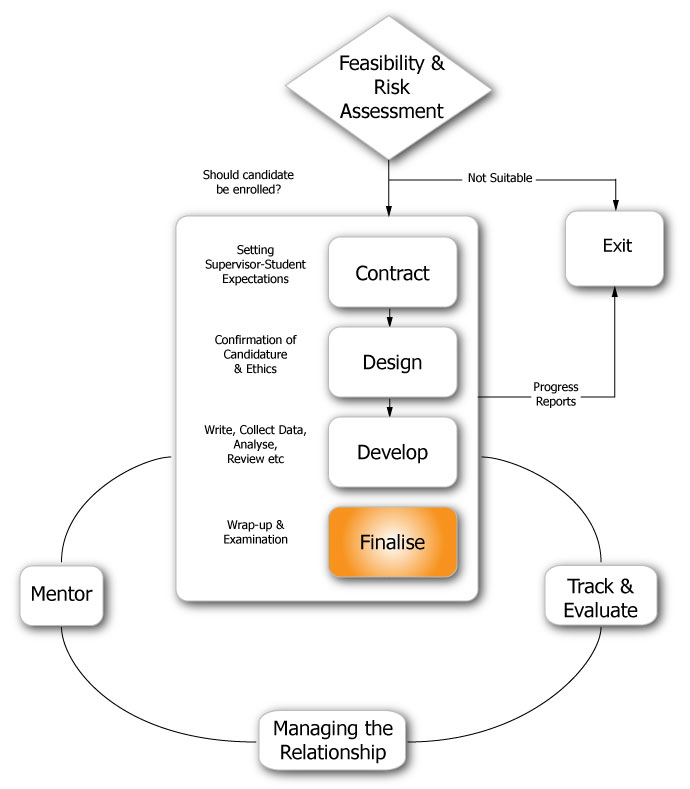 Feasibility &
Risk
Assessment
Should candidate
be enrolled?
Not Suitable
Exit
Setting
Supervisor-Student
Expectations
Contract
Confirmation of
Candidature
& Ethics
Design
Progress
Reports
Write, Collect Data,
Analyse,
Review etc
Develop
Wrap-up &
Examination
Finalise
Mentor
Track &
Evaluate
Managing the
Relationship